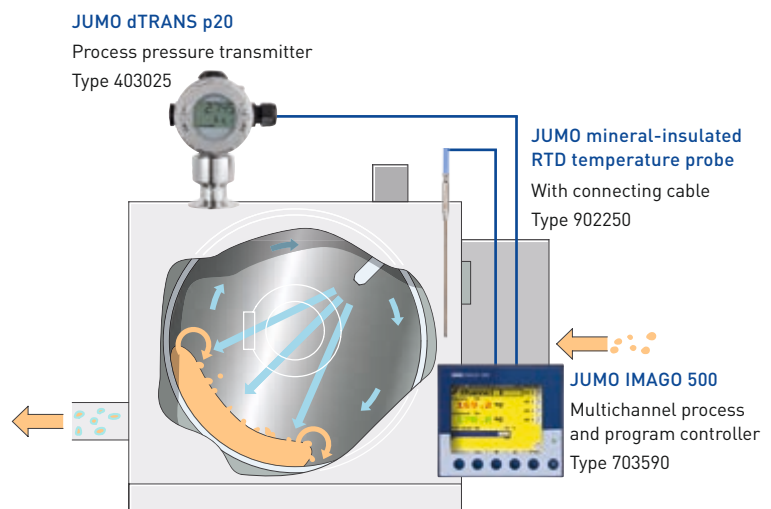 JUMO dTRANS p20
Process pressure transmitter
Type 403025
JUMO mineral-insulated
RTD temperature probe
With connecting cable
Type 902250
JUMO IMAGO 500
Multichannel process
and program controller
Type 703590